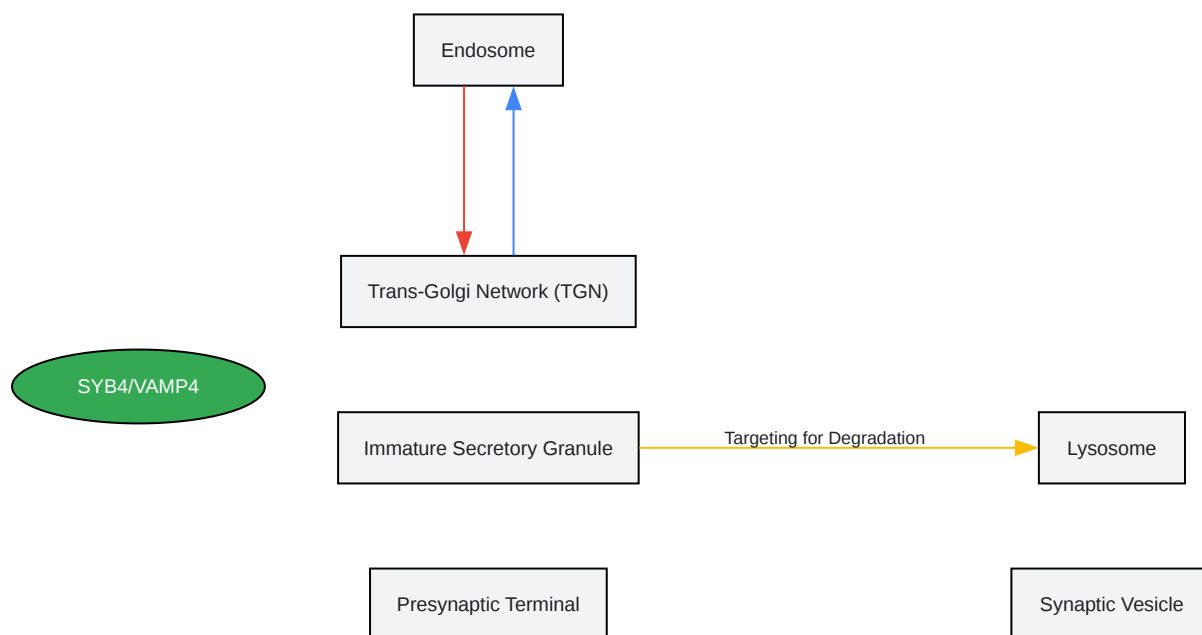 Endosome
Trans-Golgi Network (TGN)
SYB4/VAMP4
Immature Secretory Granule
Targeting for Degradation
Lysosome
Presynaptic Terminal
Synaptic Vesicle